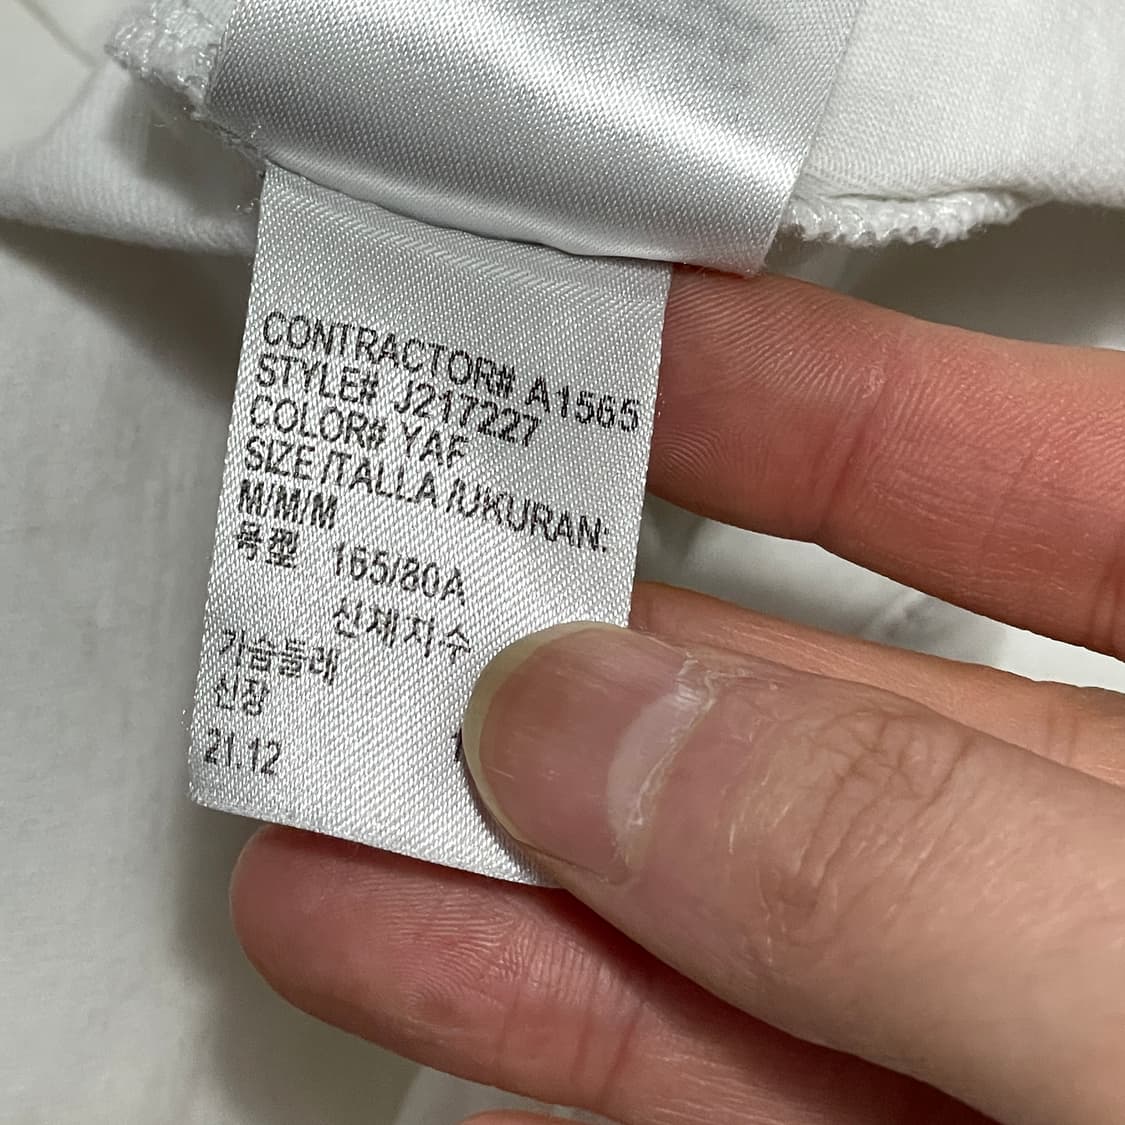 CONTRACTOR# A1565
STYLE# J217227
COLOR# YAF
SIZE/TALLA/UKURAN:
M/M/M
号型 165/80A
신체치수
가슴둘레
신장
21.12